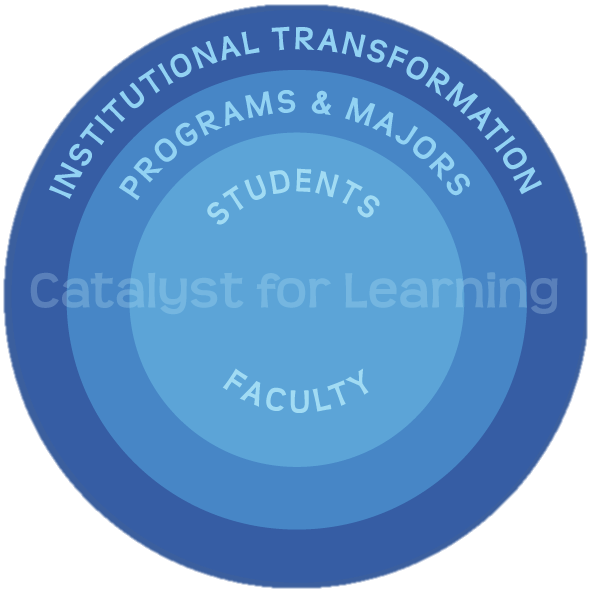 INSTITUTIONAL TRANSFORMATION
PROGRAMS & MAJORS
STUDENTS
Catalyst for Learning
FACULTY